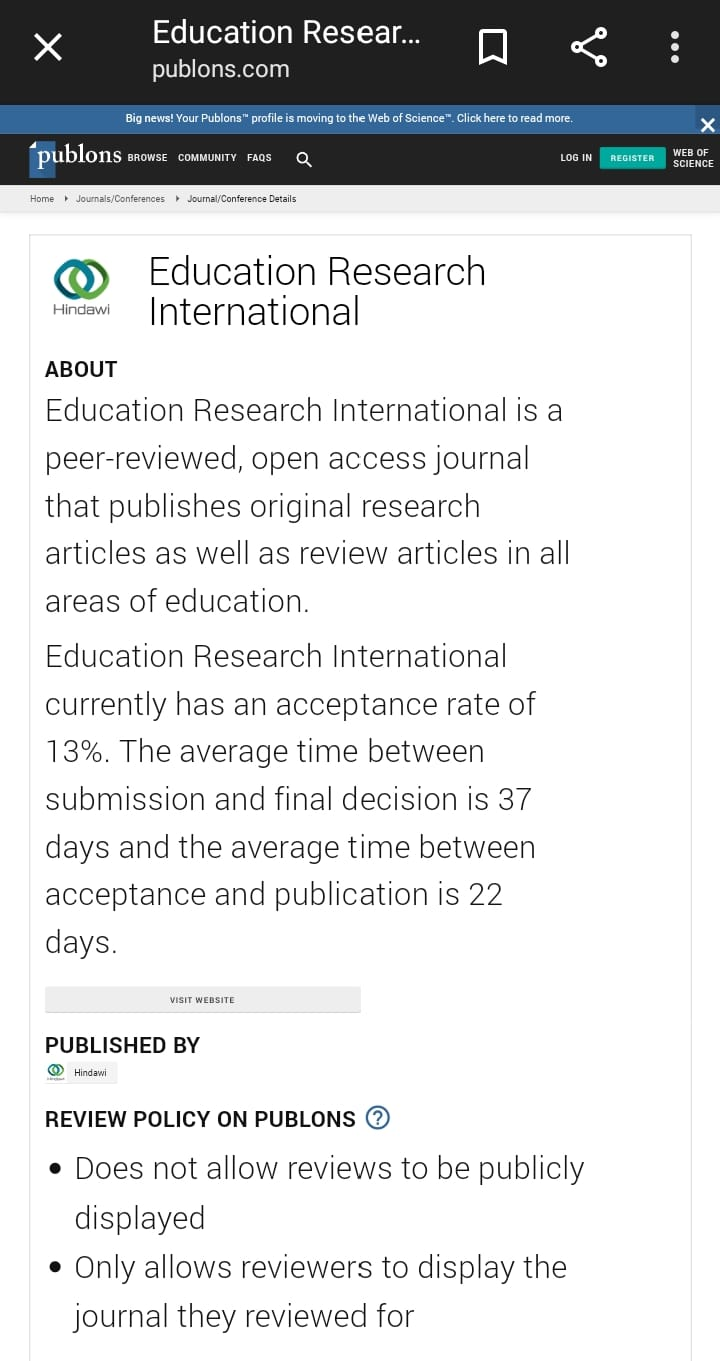 Education Resear...
publons.com
Big news! Your Publons™ profile is moving to the Web of Science™. Click here to read more.
publons BROWSE COMMUNITY FAQS LOG IN REGISTER WEB OF SCIENCE
Home Journals/Conferences Journal/Conference Details
Hindawi
Education Research
International
ABOUT
Education Research International is a
peer-reviewed, open access journal
that publishes original research
articles as well as review articles in all
areas of education.
Education Research International
currently has an acceptance rate of
13%. The average time between
submission and final decision is 37
days and the average time between
acceptance and publication is 22
days.
VISIT WEBSITE
PUBLISHED BY
Hindawi
REVIEW POLICY ON PUBLONS ?
• Does not allow reviews to be publicly
displayed
• Only allows reviewers to display the
journal they reviewed for